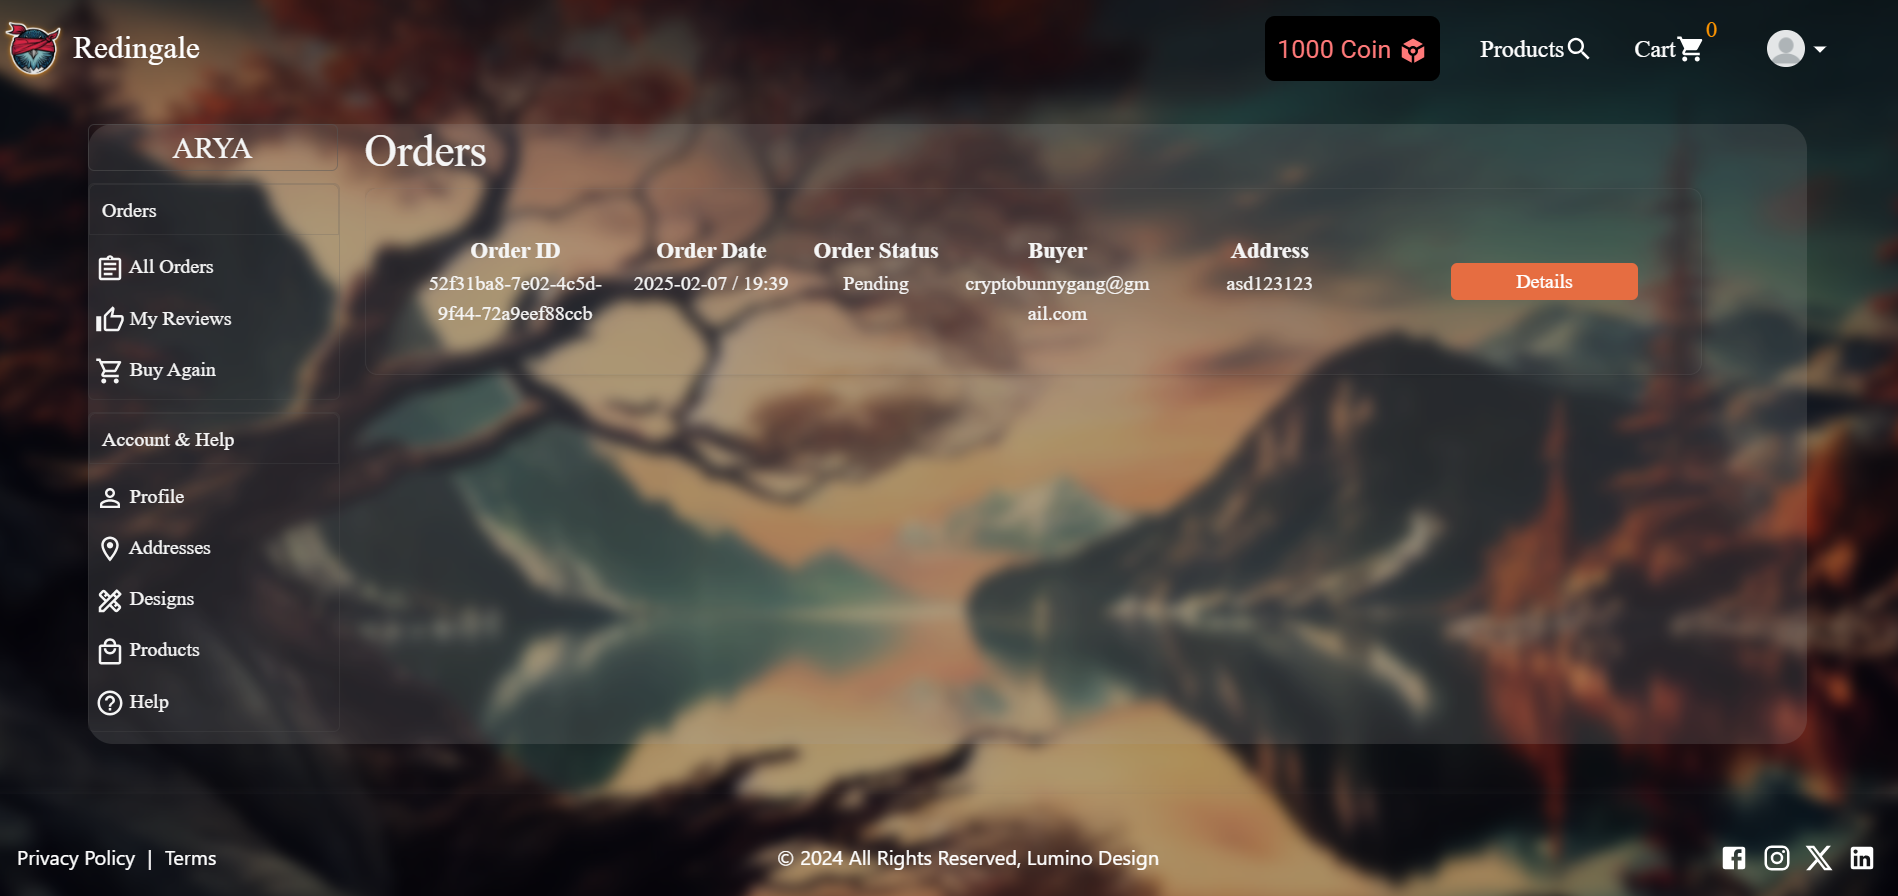 Redingale
1000 Coin
Products
Cart
0
ARYA
Orders
All Orders
My Reviews
Buy Again
Account & Help
Profile
Addresses
Designs
Products
Help
Orders
Order ID
52f31ba8-7e02-4c5d-
9f44-72a9eef88ccb
Order Date
2025-02-07 / 19:39
Order Status
Pending
Buyer
cryptobunnygang@gm
ail.com
Address
asd123123
Details
Privacy Policy | Terms
© 2024 All Rights Reserved, Lumino Design